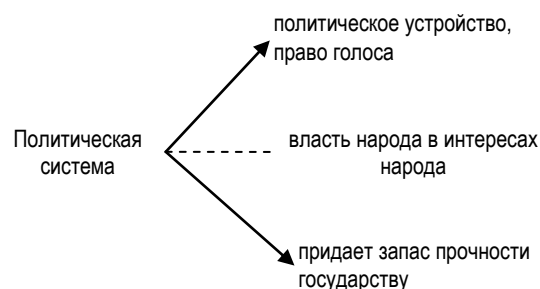 политическое устройство,
право голоса
Политическая
система
власть народа в интересах
народа
придает запас прочности
государству